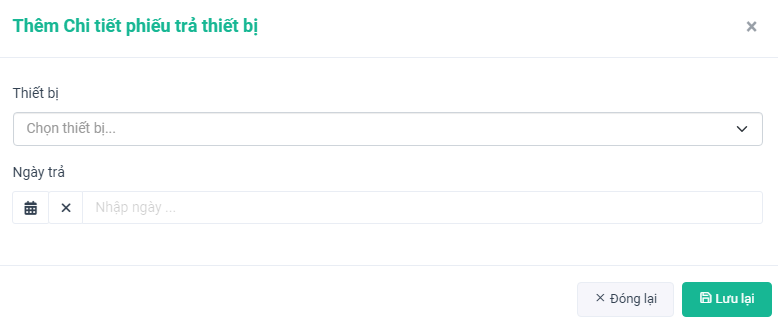 Thêm Chi tiết phiếu trả thiết bị
Thiết bị
Chọn thiết bị...
Ngày trả
Nhập ngày ...
Đóng lại
Lưu lại